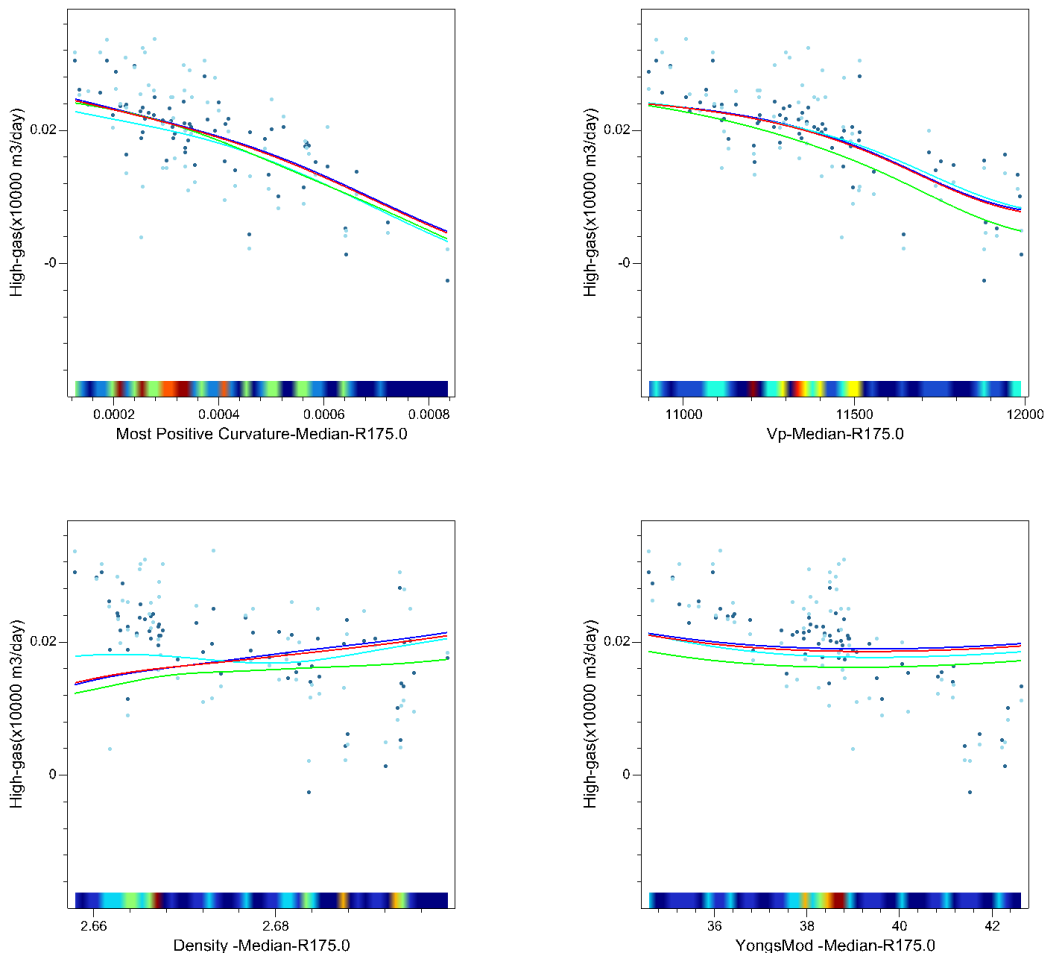 High-gas(x10000 m3/day)
0.02
-0
0.0002 0.0004 0.0006 0.0008
Most Positive Curvature-Median-R175.0
High-gas(x10000 m3/day)
0.02
-0
11000 11500 12000
Vp-Median-R175.0
High-gas(x10000 m3/day)
0.02
0
2.66 2.68
Density -Median-R175.0
High-gas(x10000 m3/day)
0.02
0
36 38 40 42
YongsMod -Median-R175.0